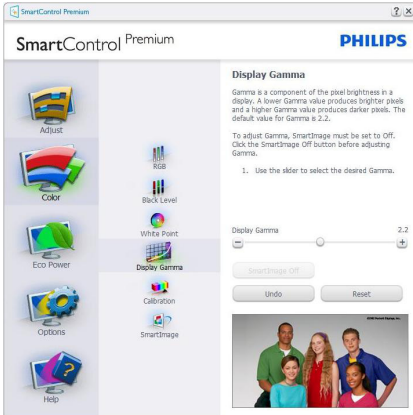 SmartControl Premium
SmartControl Premium
PHILIPS
Adjust
Color
Eco Power
Options
Help
RGB
Black Level
White Point
Display Gamma
Calibration
SmartImage
Display Gamma
Gamma is a component of the pixel brightness in a
display. A lower Gamma value produces brighter pixels
and a higher Gamma value produces darker pixels. The
default value for Gamma is 2.2.
To adjust Gamma, SmartImage must be set to Off.
Click the SmartImage Off button before adjusting
Gamma.
1. Use the slider to select the desired Gamma.
Display Gamma 2.2
SmartImage Off
Undo Reset